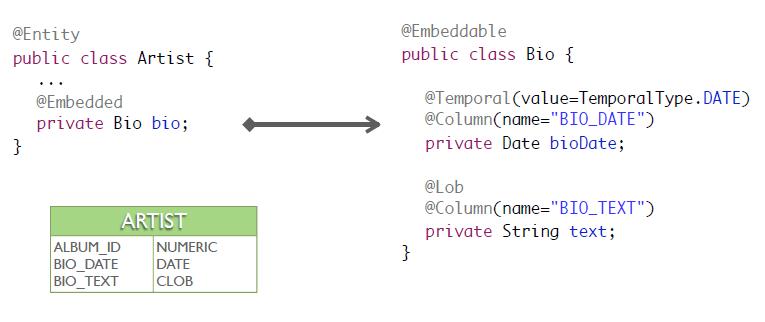 @Entity
public class Artist {
...
@Embedded
private Bio bio;
}
@Embeddable
public class Bio {
@Temporal(value=TemporalType.DATE)
@Column(name="BIO_DATE")
private Date bioDate;
@Lob
@Column(name="BIO_TEXT")
private String text;
}
ARTIST
ALBUM_ID NUMERIC
BIO_DATE DATE
BIO_TEXT CLOB